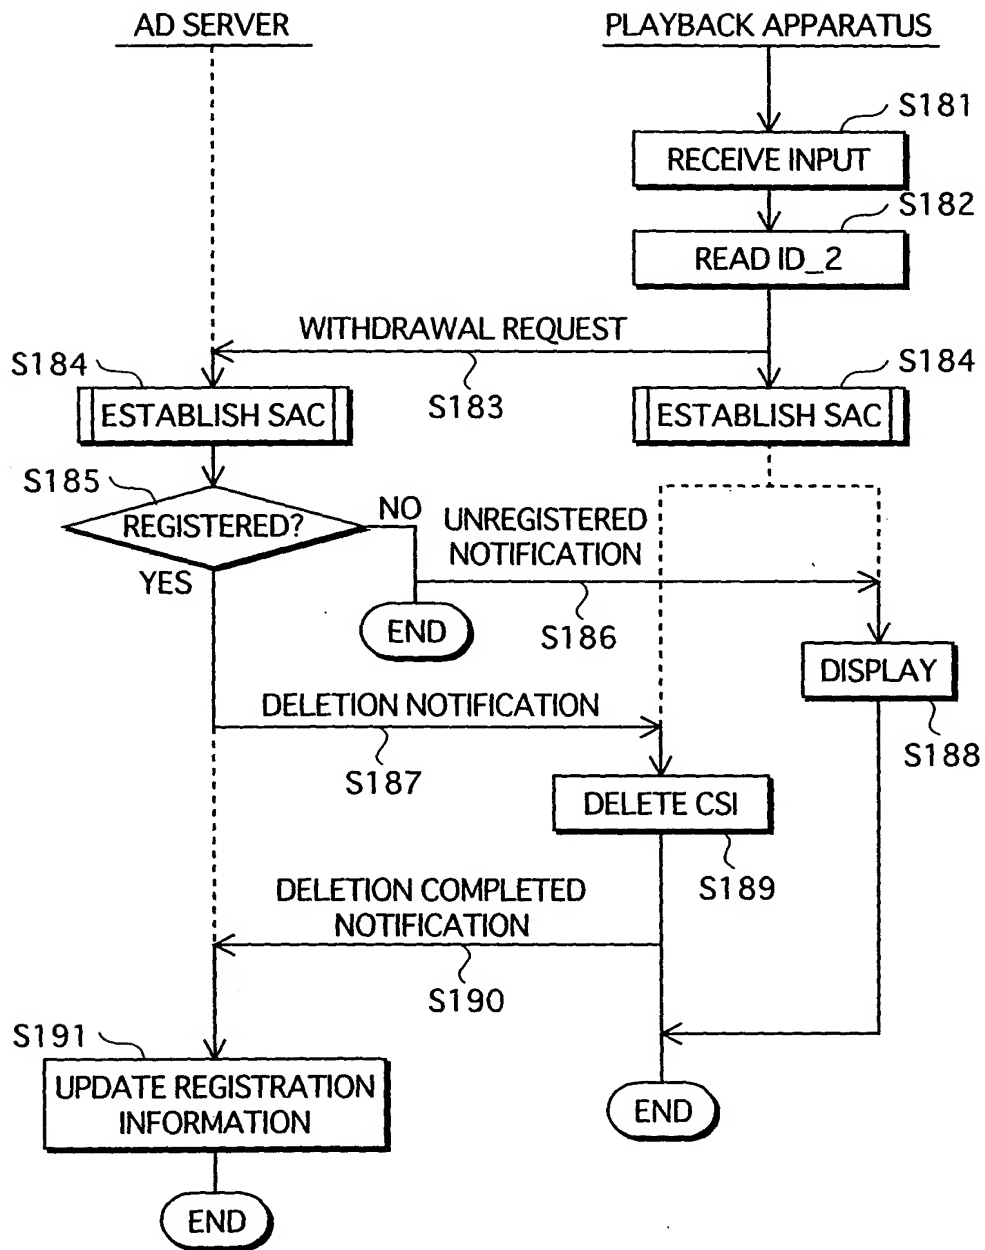 AD SERVER
PLAYBACK APPARATUS
S181
RECEIVE INPUT
S182
READ ID_2
WITHDRAWAL REQUEST
S183
S184
ESTABLISH SAC
S184
ESTABLISH SAC
S185
REGISTERED?
NO
YES
UNREGISTERED
NOTIFICATION
S186
END
DISPLAY
S188
DELETION NOTIFICATION
S187
DELETE CSI
S189
DELETION COMPLETED
NOTIFICATION
S190
S191
UPDATE REGISTRATION
INFORMATION
END
END